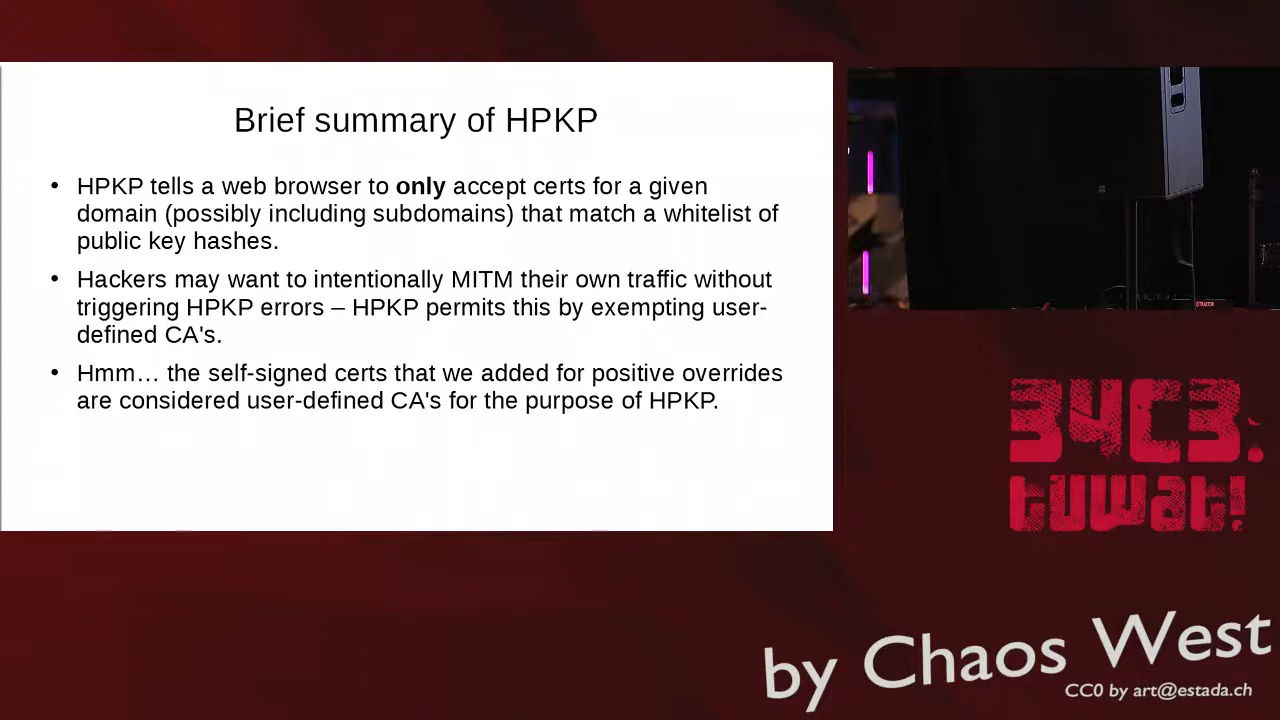 Brief summary of HPKP
• HPKP tells a web browser to only accept certs for a given
domain (possibly including subdomains) that match a whitelist of
public key hashes.
• Hackers may want to intentionally MITM their own traffic without
triggering HPKP errors – HPKP permits this by exempting user-
defined CA's.
• Hmm… the self-signed certs that we added for positive overrides
are considered user-defined CA's for the purpose of HPKP.
34C3.
tuwat!
by Chaos West
CC0 by art@estada.ch